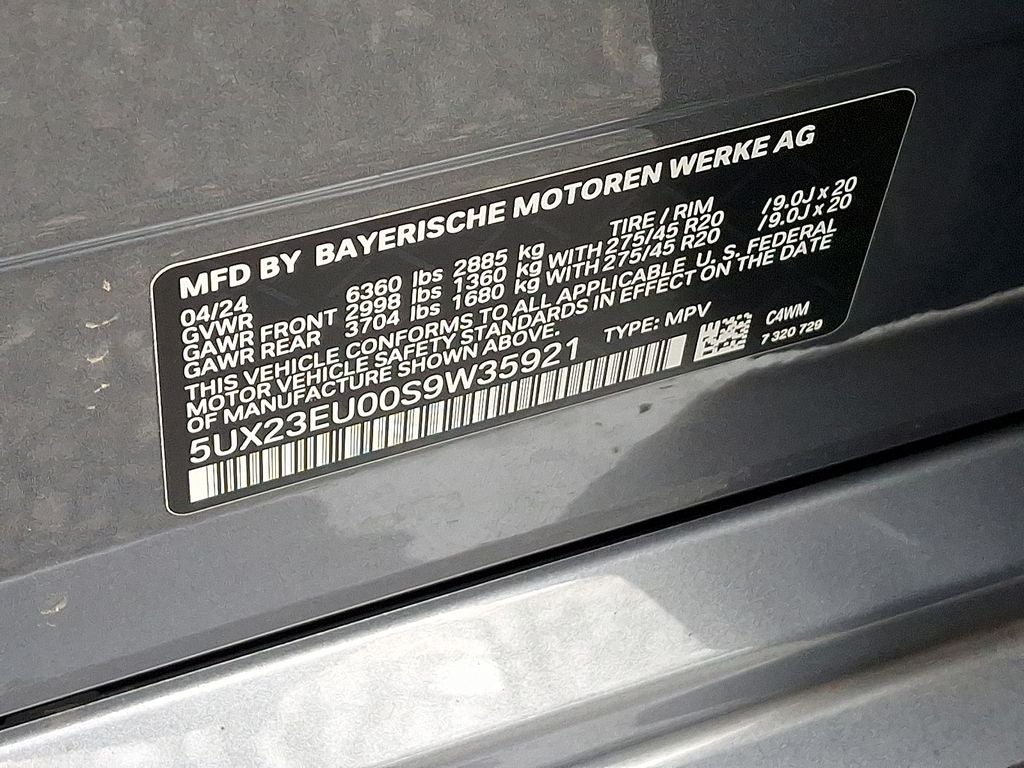 MFD BY BAYERISCHE MOTOREN WERKE AG
04/24 TIRE / RIM
GVWR 6360 lbs 2885 kg
GAWR FRONT 2998 lbs 1360 kg WITH 275/45 R20 /9.0J x 20
GAWR REAR 3704 lbs 1680 kg WITH 275/45 R20 /9.0J x 20
THIS VEHICLE CONFORMS TO ALL APPLICABLE U. S. FEDERAL
MOTOR VEHICLE SAFETY STANDARDS IN EFFECT ON THE DATE
OF MANUFACTURE SHOWN ABOVE.
5UX23EU00S9W35921 TYPE: MPV
C4WM
7 320 729